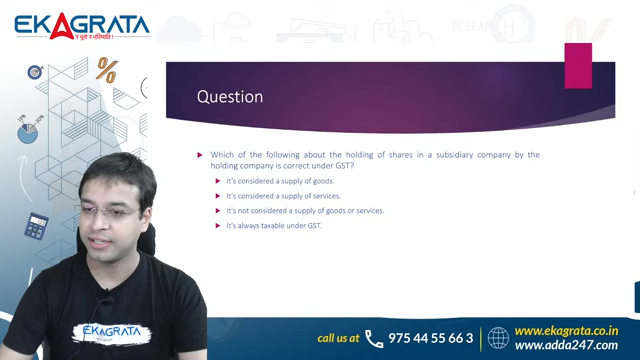 EKAGRATA
RESEARCH
%
Question
Which of the following about the holding of shares in a subsidiary company by the
holding company is correct under GST?
It's considered a supply of goods.
It's considered a supply of services.
It's not considered a supply of goods or services.
It's always taxable under GST.
EKAGRATA
call us at 975 44 55 66 3
www.ekagrata.co.in
www.adda247.com